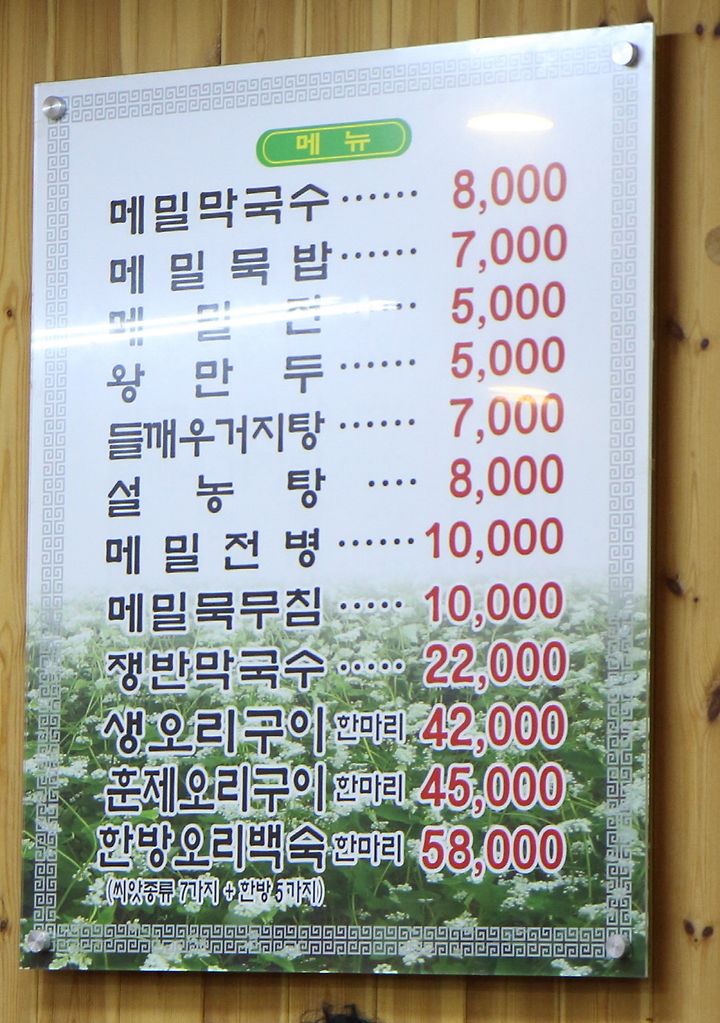 메뉴
메밀막국수 ······ 8,000
메밀묵밥 ······ 7,000
메밀전 ······ 5,000
왕만두 ······ 5,000
들깨우거지탕 ······ 7,000
설농탕 ···· 8,000
메밀전병 ······ 10,000
메밀묵무침 ····· 10,000
쟁반막국수 ····· 22,000
생오리구이 한마리 42,000
훈제오리구이 한마리 45,000
한방오리백숙 한마리 58,000
(씨앗종류 7가지 + 한방 5가지)